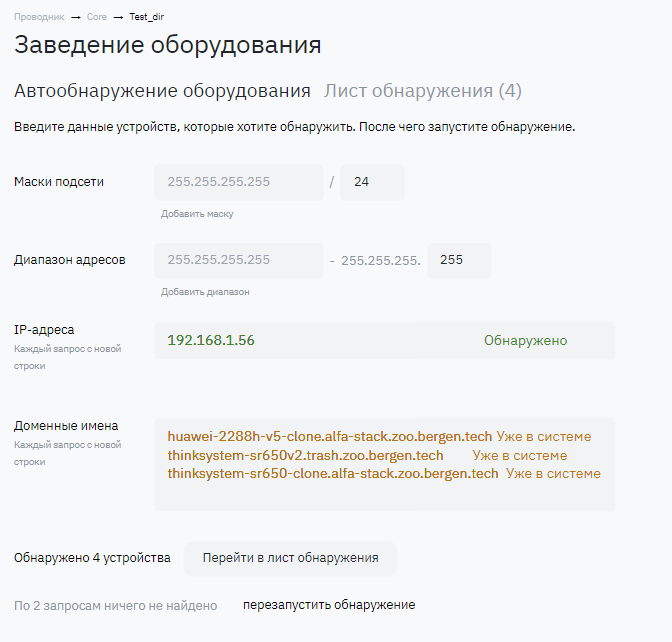 Проводник → Core → Test_dir
Заведение оборудования
Автообнаружение оборудования Лист обнаружения (4)
Введите данные устройств, которые хотите обнаружить. После чего запустите обнаружение.
Маски подсети 255.255.255.255 / 24
Добавить маску
Диапазон адресов 255.255.255.255 - 255.255.255. 255
Добавить диапазон
IP-адреса
Каждый запрос с новой
строки
192.168.1.56 Обнаружено
Доменные имена
Каждый запрос с новой
строки
huawei-2288h-v5-clone.alfa-stack.zoo.bergen.tech Уже в системе
thinksystem-sr650v2.trash.zoo.bergen.tech Уже в системе
thinksystem-sr650-clone.alfa-stack.zoo.bergen.tech Уже в системе
Обнаружено 4 устройства Перейти в лист обнаружения
По 2 запросам ничего не найдено перезапустить обнаружение